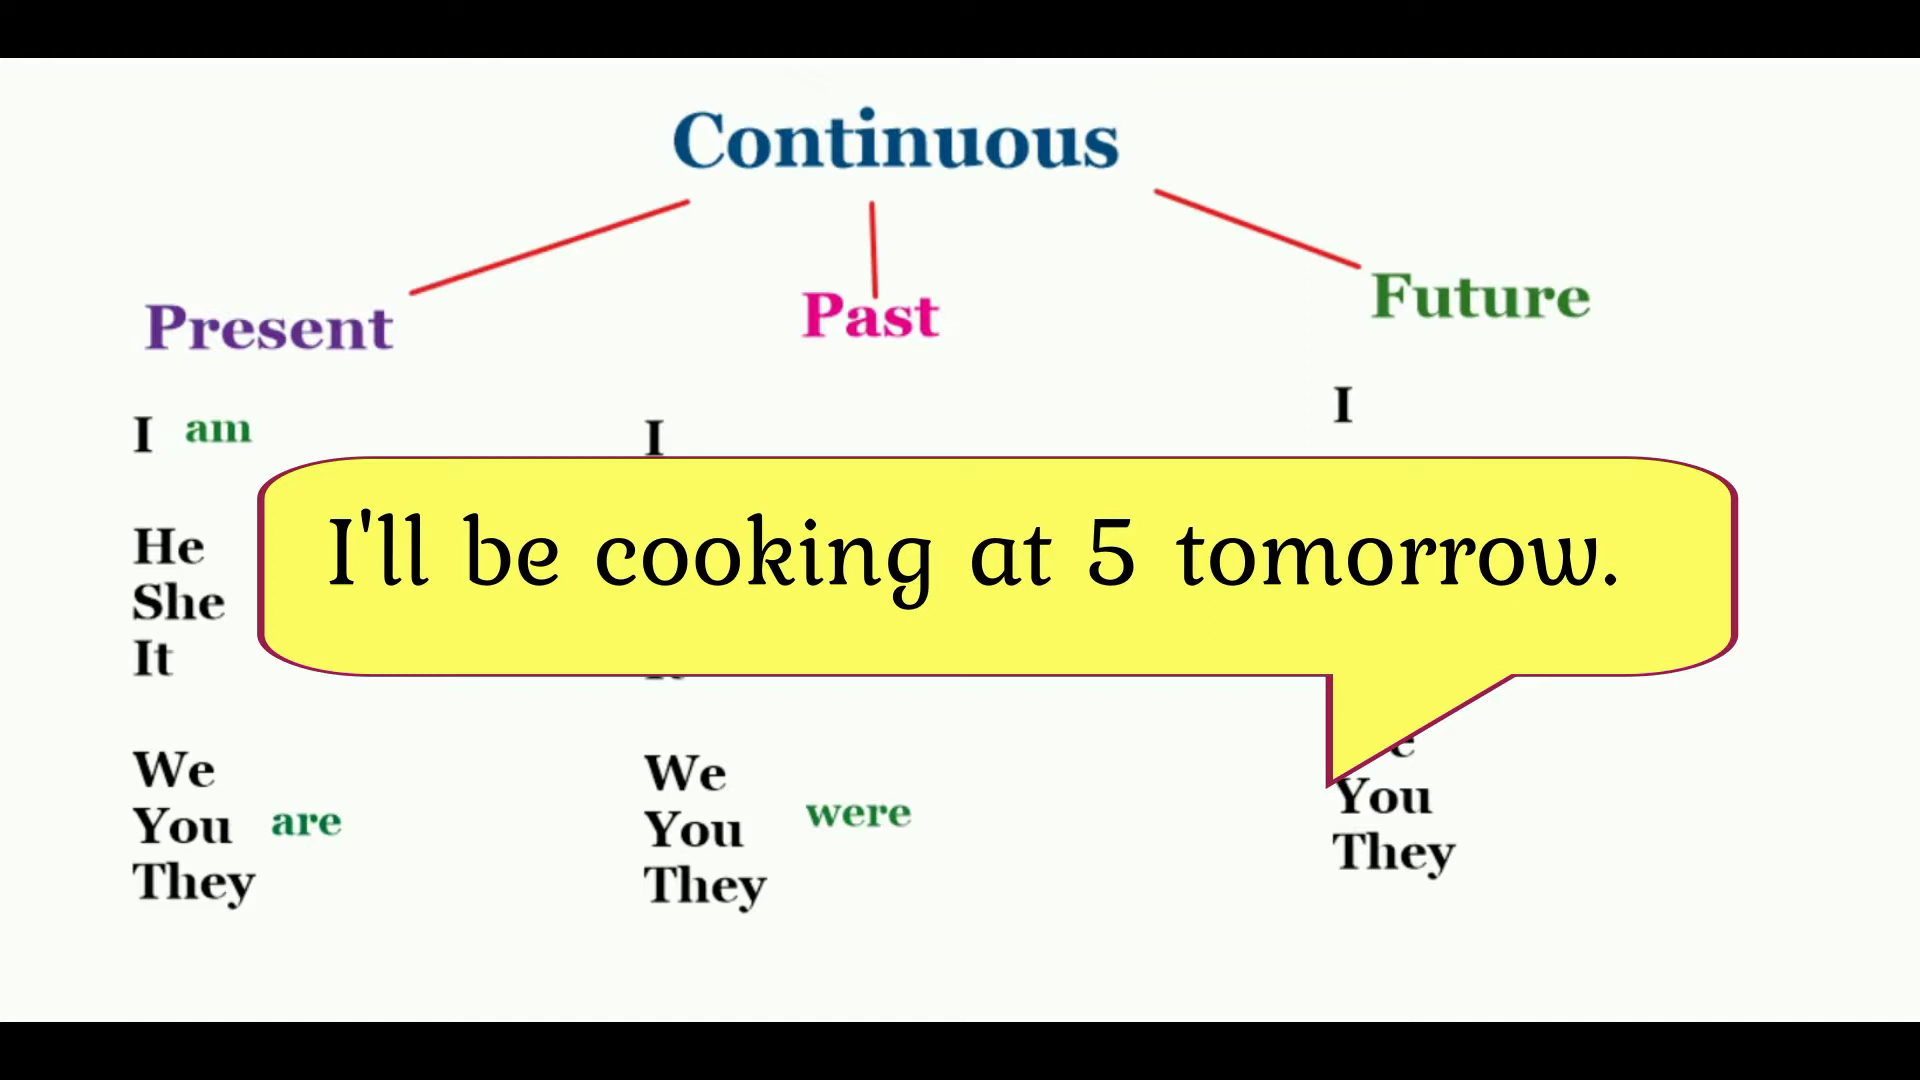 Continuous
Present
Past
Future
I am
He
She
It
We
You are
They
I
We
You were
They
I
You
They
I'll be cooking at 5 tomorrow.